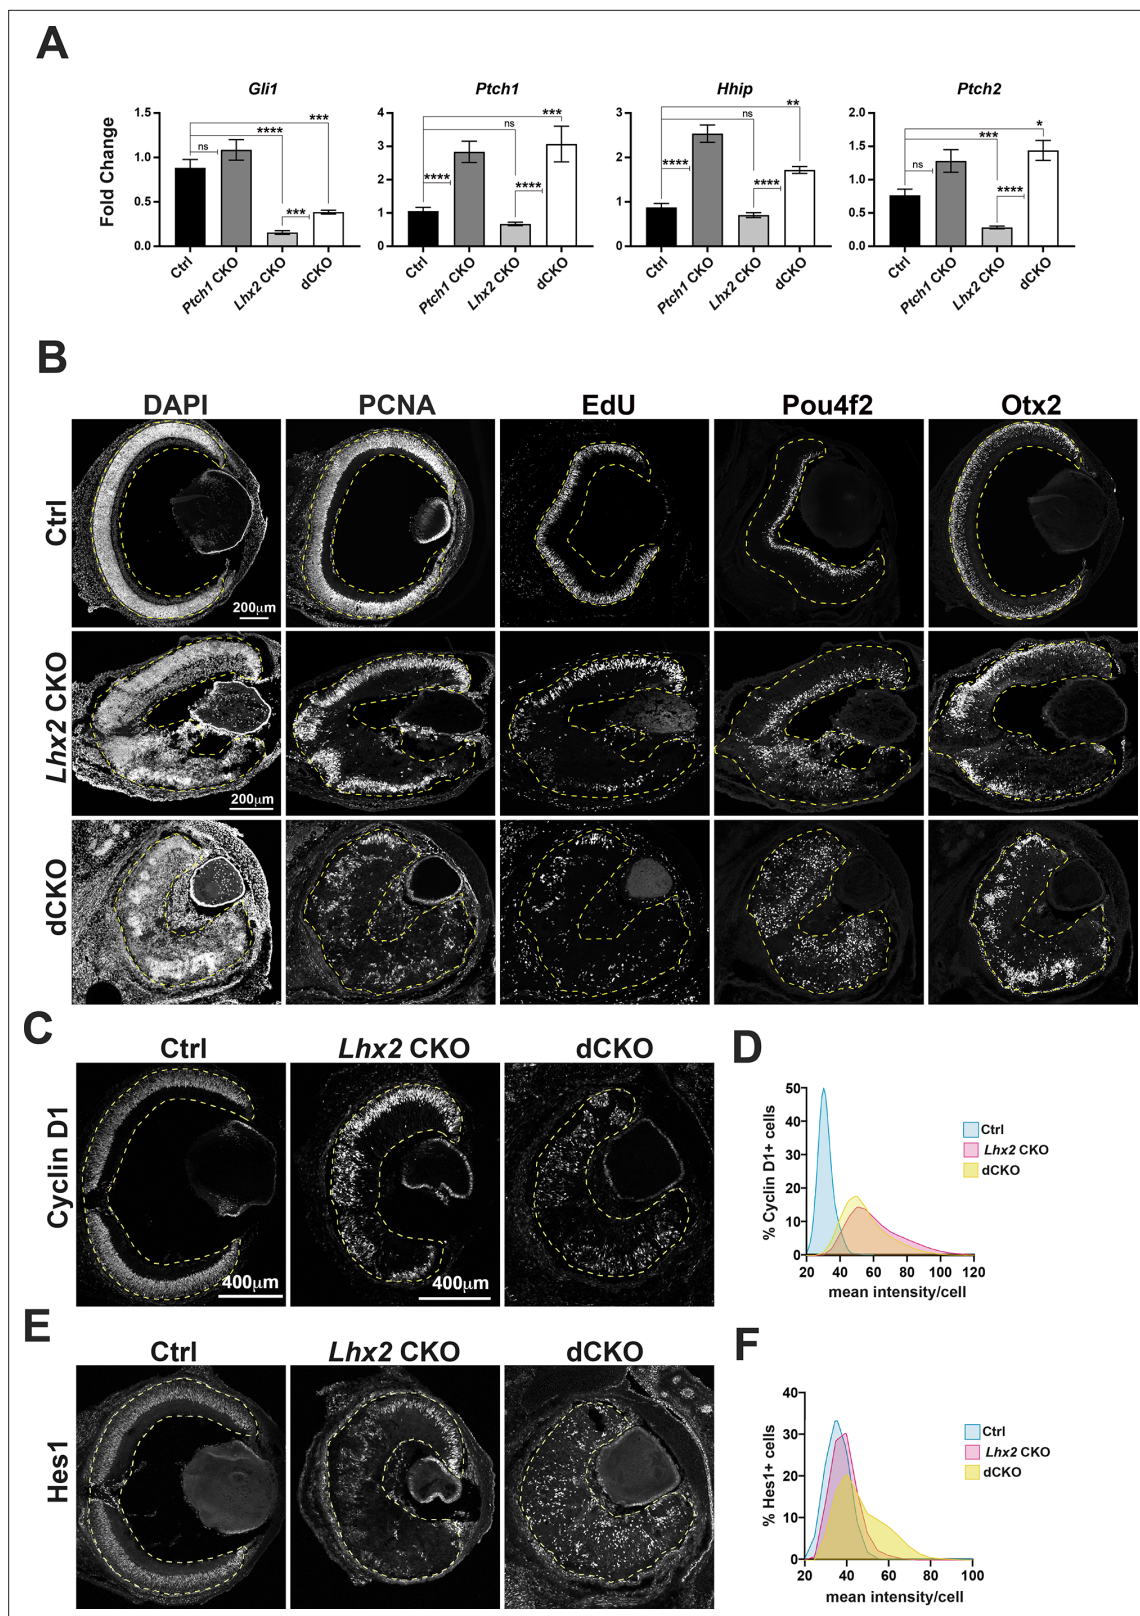 A
Gli1
Ptch1
Hhip
Ptch2
Fold Change
1.5
1.0
0.5
0.0
ns
****
***
***
Ctrl
Ptch1 CKO
Lhx2 CKO
dCKO
4
3
2
1
0
****
ns
***
****
Ctrl
Ptch1 CKO
Lhx2 CKO
dCKO
3
2
1
0
****
ns
**
****
Ctrl
Ptch1 CKO
Lhx2 CKO
dCKO
2.0
1.5
1.0
0.5
0.0
ns
***
*
****
Ctrl
Ptch1 CKO
Lhx2 CKO
dCKO
B
DAPI PCNA EdU Pou4f2 Otx2
Ctrl
200μm
Lhx2 CKO
200μm
dCKO
C
Ctrl Lhx2 CKO dCKO
Cyclin D1
400μm
400μm
D
% Cyclin D1+ cells
50
40
30
20
10
0
20 40 60 80 100 120
mean intensity/cell
Ctrl
Lhx2 CKO
dCKO
E
Ctrl Lhx2 CKO dCKO
Hes1
F
% Hes1+ cells
40
30
20
10
0
20 40 60 80 100
mean intensity/cell
Ctrl
Lhx2 CKO
dCKO